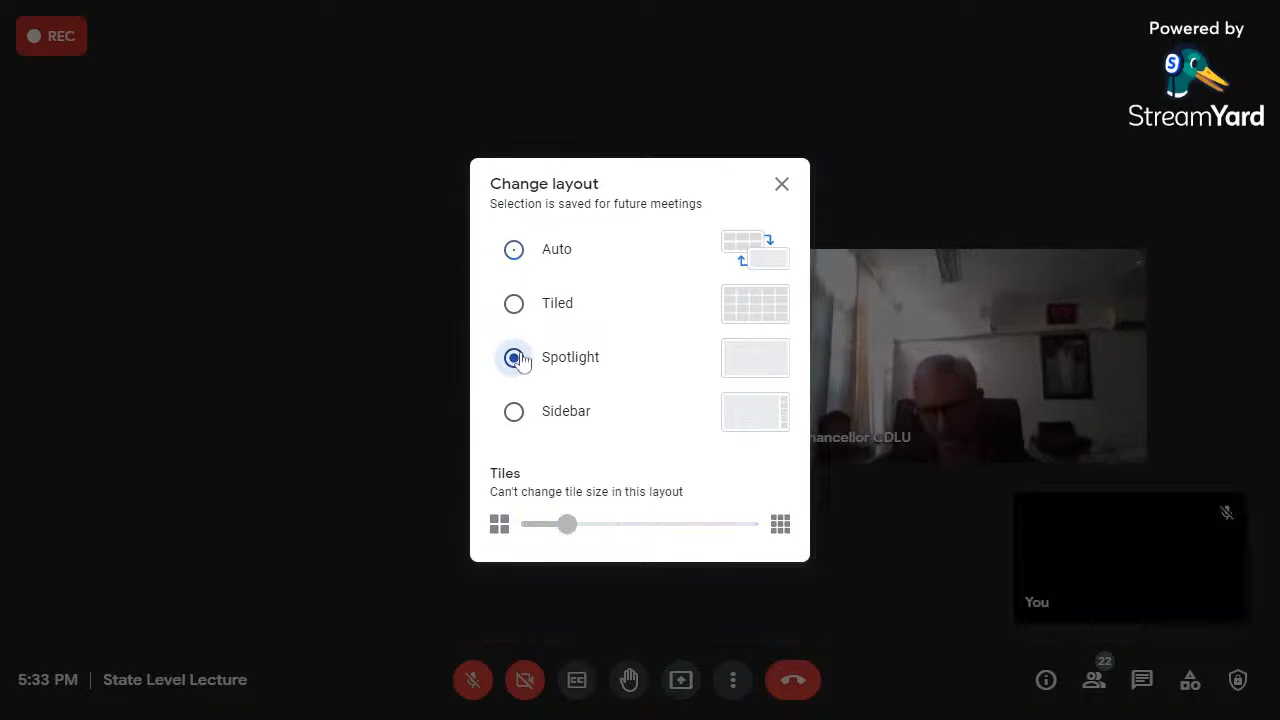 REC
Powered by
S
StreamYard
Change layout
Selection is saved for future meetings
Auto
Tiled
Spotlight
Sidebar
hancellor CDLU
Tiles
Can't change tile size in this layout
You
5:33 PM | State Level Lecture
CC
22